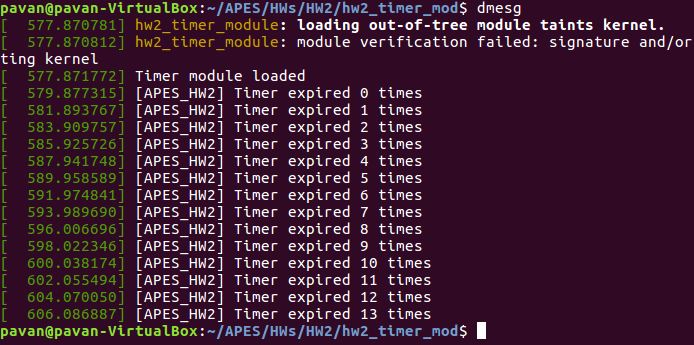 pavan@pavan-VirtualBox:~/APES/HWs/HW2/hw2_timer_mod$ dmesg
[  577.870781] hw2_timer_module: loading out-of-tree module taints kernel.
[  577.870812] hw2_timer_module: module verification failed: signature and/or
ting kernel
[  577.871772] Timer module loaded
[  579.877315] [APES_HW2] Timer expired 0 times
[  581.893767] [APES_HW2] Timer expired 1 times
[  583.909757] [APES_HW2] Timer expired 2 times
[  585.925726] [APES_HW2] Timer expired 3 times
[  587.941748] [APES_HW2] Timer expired 4 times
[  589.958589] [APES_HW2] Timer expired 5 times
[  591.974841] [APES_HW2] Timer expired 6 times
[  593.989690] [APES_HW2] Timer expired 7 times
[  596.006696] [APES_HW2] Timer expired 8 times
[  598.022346] [APES_HW2] Timer expired 9 times
[  600.038174] [APES_HW2] Timer expired 10 times
[  602.055494] [APES_HW2] Timer expired 11 times
[  604.070050] [APES_HW2] Timer expired 12 times
[  606.086887] [APES_HW2] Timer expired 13 times
pavan@pavan-VirtualBox:~/APES/HWs/HW2/hw2_timer_mod$